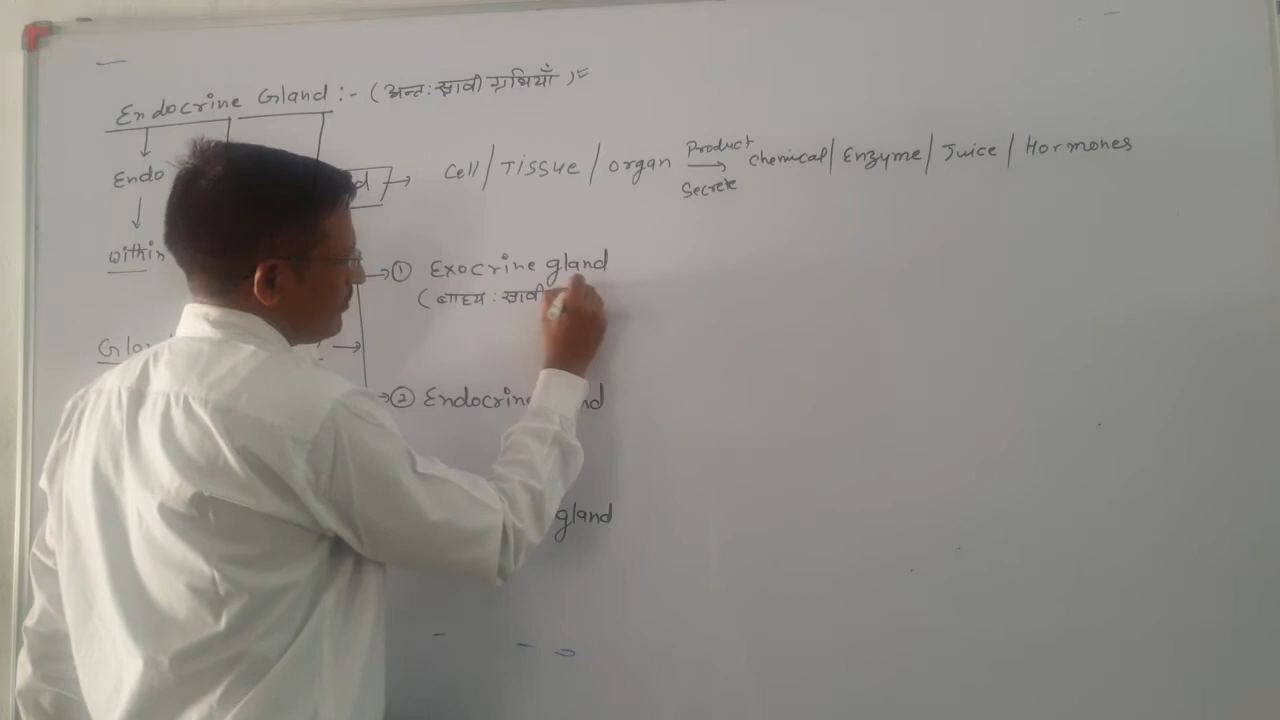 Endocrine Gland :- (अन्त: स्रावी ग्रंथियाँ) :-
Endo
→ Cell / Tissue / organ Product → Secrete Chemical / Enzyme / Juice / Hormones
within
① Exocrine gland
(बाह्य : स्रावी
② Endocrine
gland